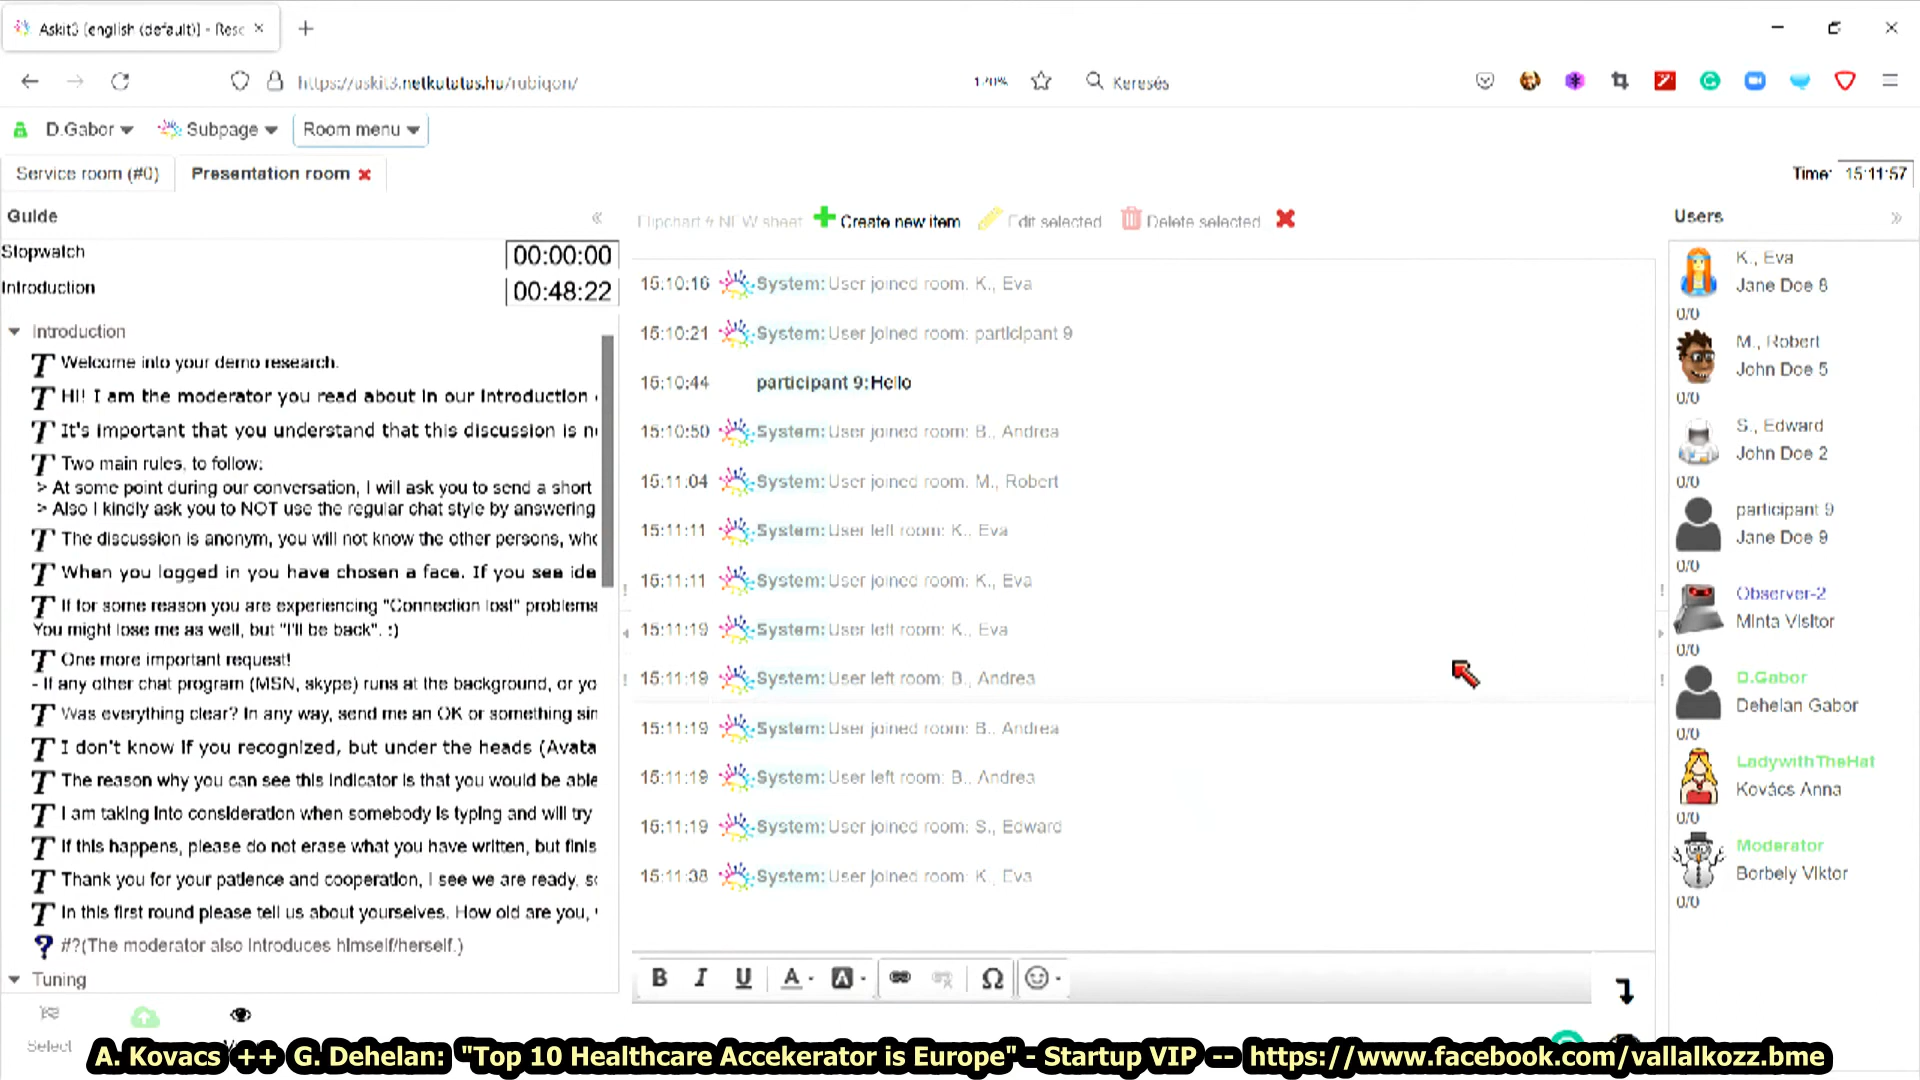 Askit3 [english (default)] - Rese
https://askit3.netkutatas.hu/rubigon/
Keresés
D.Gabor
Subpage
Room menu
Service room (#0)
Presentation room
Time: 15:11:57
Guide
Stopwatch
00:00:00
Introduction
00:48:22
Introduction
Welcome into your demo research.
Hi! I am the moderator you read about in our Introduction
It's important that you understand that this discussion is n
Two main rules, to follow:
> At some point during our conversation, I will ask you to send a short
> Also I kindly ask you to NOT use the regular chat style by answering
The discussion is anonym, you will not know the other persons, who
When you logged in you have chosen a face. If you see ide
If for some reason you are experiencing "Connection lost" problems
You might lose me as well, but "I'll be back". :)
One more important request!
- If any other chat program (MSN, skype) runs at the background, or yo
Was everything clear? In any way, send me an OK or something sin
I don't know if you recognized, but under the heads (Avata
The reason why you can see this indicator is that you would be able
I am taking into consideration when somebody is typing and will try
If this happens, please do not erase what you have written, but finis
Thank you for your patience and cooperation, I see we are ready, so
In this first round please tell us about yourselves. How old are you,
#?(The moderator also introduces himself/herself.)
Tuning
Select
Flipchart # NEW sheet
Create new item
Edit selected
Delete selected
15:10:16 System: User joined room: K., Eva
15:10:21 System: User joined room: participant 9
15:10:44 participant 9: Hello
15:10:50 System: User joined room: B., Andrea
15:11:04 System: User joined room: M., Robert
15:11:11 System: User left room: K., Eva
15:11:11 System: User joined room: K., Eva
15:11:19 System: User left room: K., Eva
15:11:19 System: User left room: B., Andrea
15:11:19 System: User joined room: B., Andrea
15:11:19 System: User left room: B., Andrea
15:11:19 System: User joined room: S., Edward
15:11:38 System: User joined room: K., Eva
B I U A A Ω
Users
K., Eva
Jane Doe 8
0/0
M., Robert
John Doe 5
0/0
S., Edward
John Doe 2
0/0
participant 9
Jane Doe 9
0/0
Observer-2
Minta Visitor
0/0
D.Gabor
Dehelan Gabor
0/0
LadywithTheHat
Kovács Anna
0/0
Moderator
Borbely Viktor
0/0
A. Kovacs ++ G. Dehelan: "Top 10 Healthcare Accekerator is Europe" - Startup VIP -- https://www.facebook.com/vallalkozz.bme